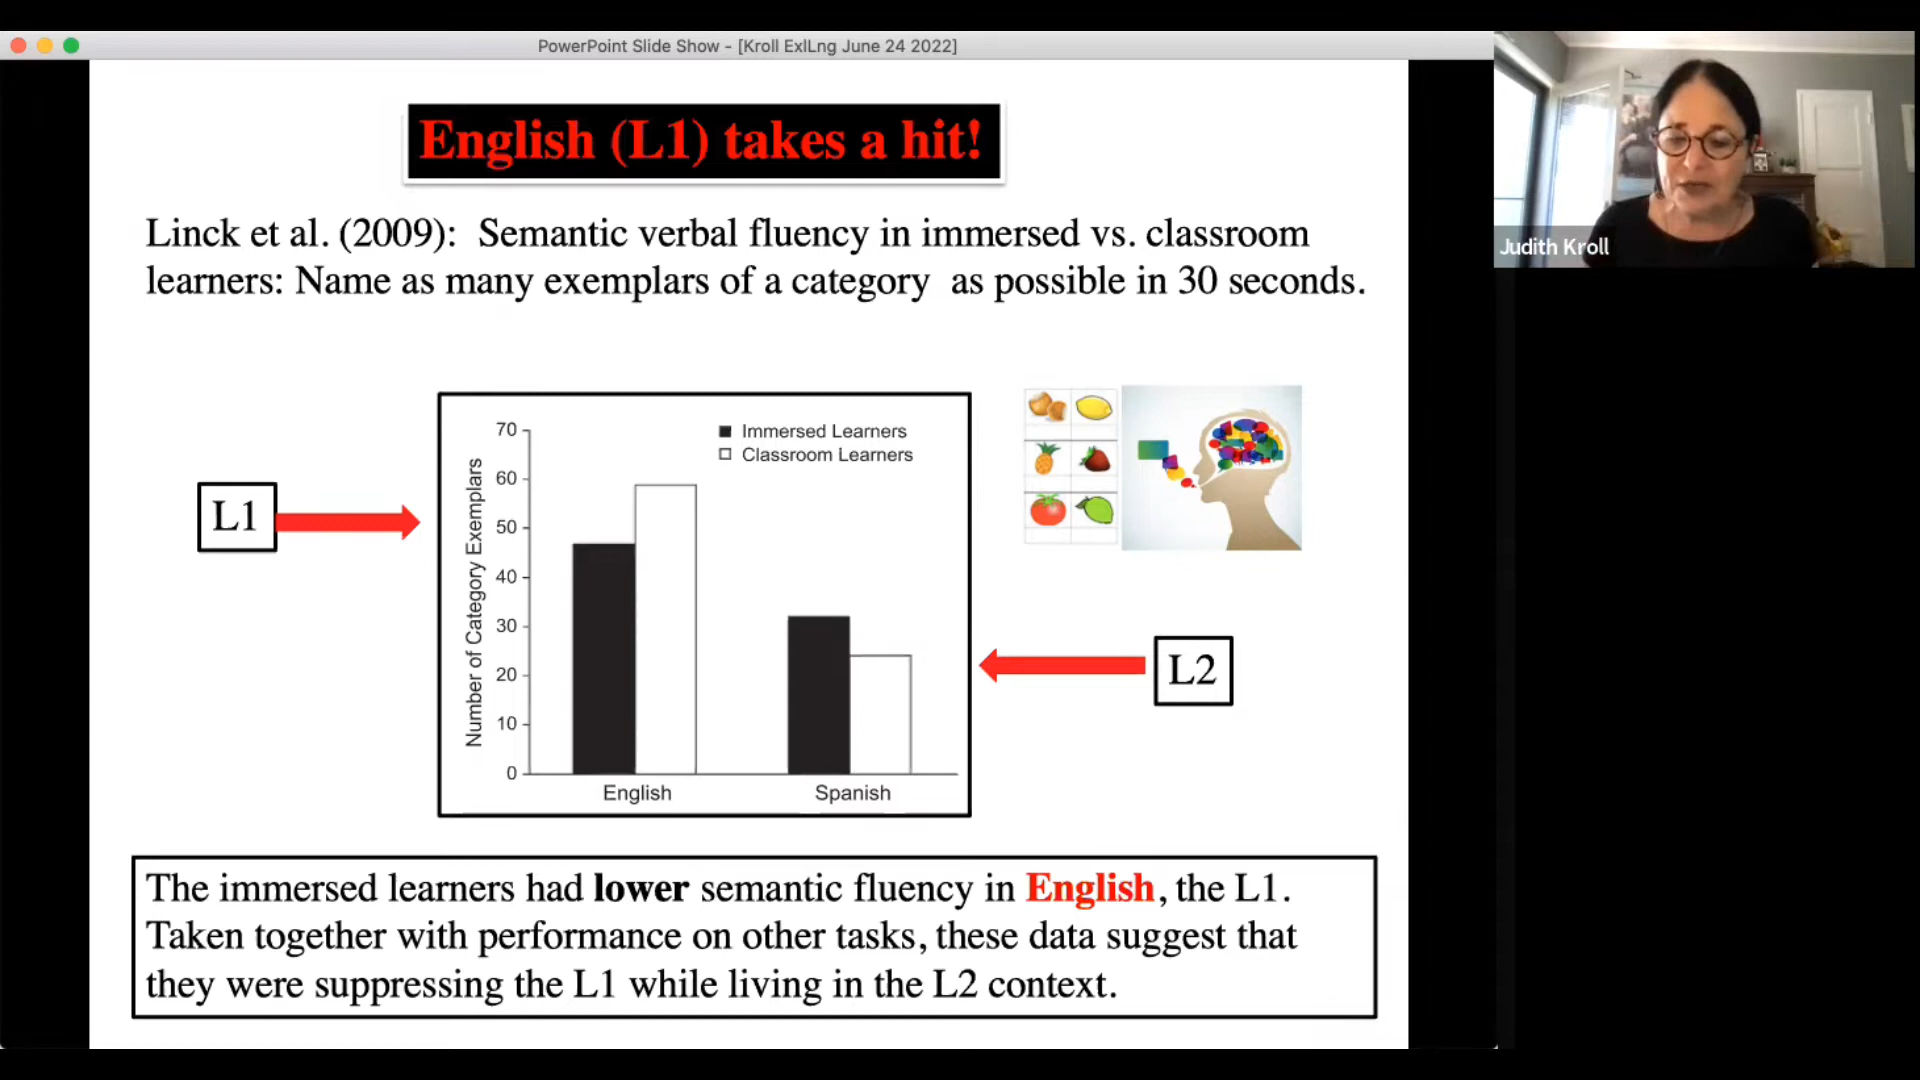 PowerPoint Slide Show - [Kroll ExlLng June 24 2022]
English (L1) takes a hit!
Judith Kroll
Linck et al. (2009): Semantic verbal fluency in immersed vs. classroom
learners: Name as many exemplars of a category as possible in 30 seconds.
L1
Number of Category Exemplars
70
60
50
40
30
20
10
0
Immersed Learners
Classroom Learners
English
Spanish
L2
The immersed learners had lower semantic fluency in English, the L1.
Taken together with performance on other tasks, these data suggest that
they were suppressing the L1 while living in the L2 context.